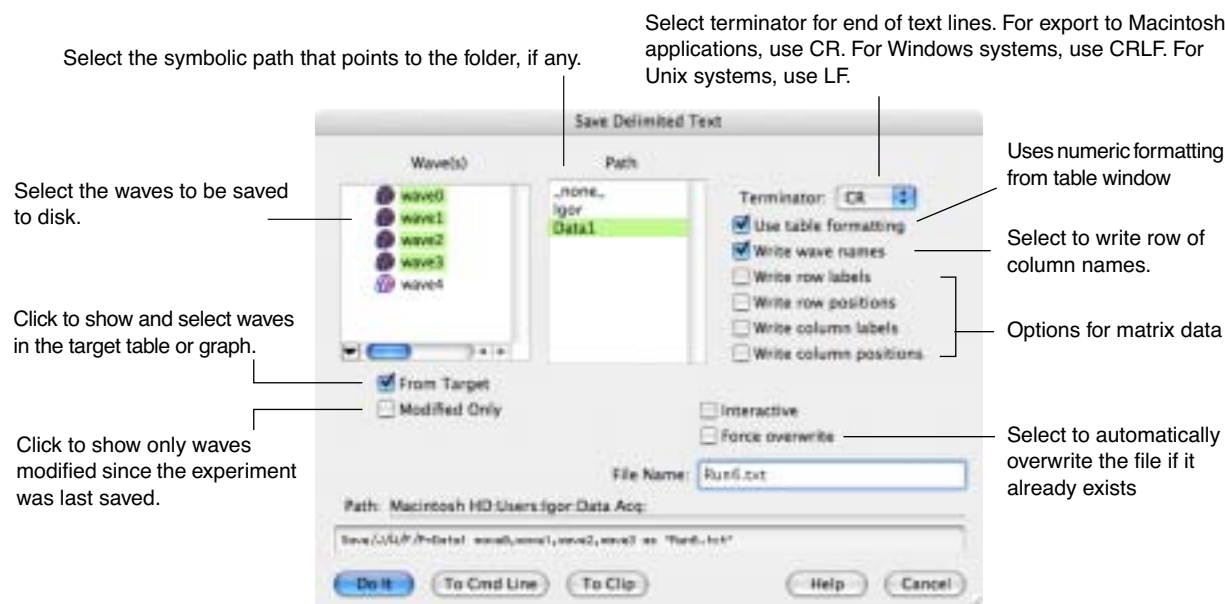 Select terminator for end of text lines. For export to Macintosh
applications, use CR. For Windows systems, use CRLF. For
Unix systems, use LF.
Select the symbolic path that points to the folder, if any.
Save Delimited Text
Wave(s)
Path
Uses numeric formatting
from table window
Select the waves to be saved
to disk.
wave0
wave1
wave2
wave3
wave4
_none_
Igor
Data1
Terminator: CR
Use table formatting
Write wave names
Write row labels
Write row positions
Write column labels
Write column positions
Select to write row of
column names.
Options for matrix data
Click to show and select waves
in the target table or graph.
From Target
Modified Only
Interactive
Force overwrite
Click to show only waves
modified since the experiment
was last saved.
Select to automatically
overwrite the file if it
already exists
File Name: Run6.txt
Path: Macintosh HD:Users:Igor:Data Acq:
wave0,wave1,wave2,wave3 as "Run6.txt"
Do It
To Cmd Line
To Clip
Help
Cancel